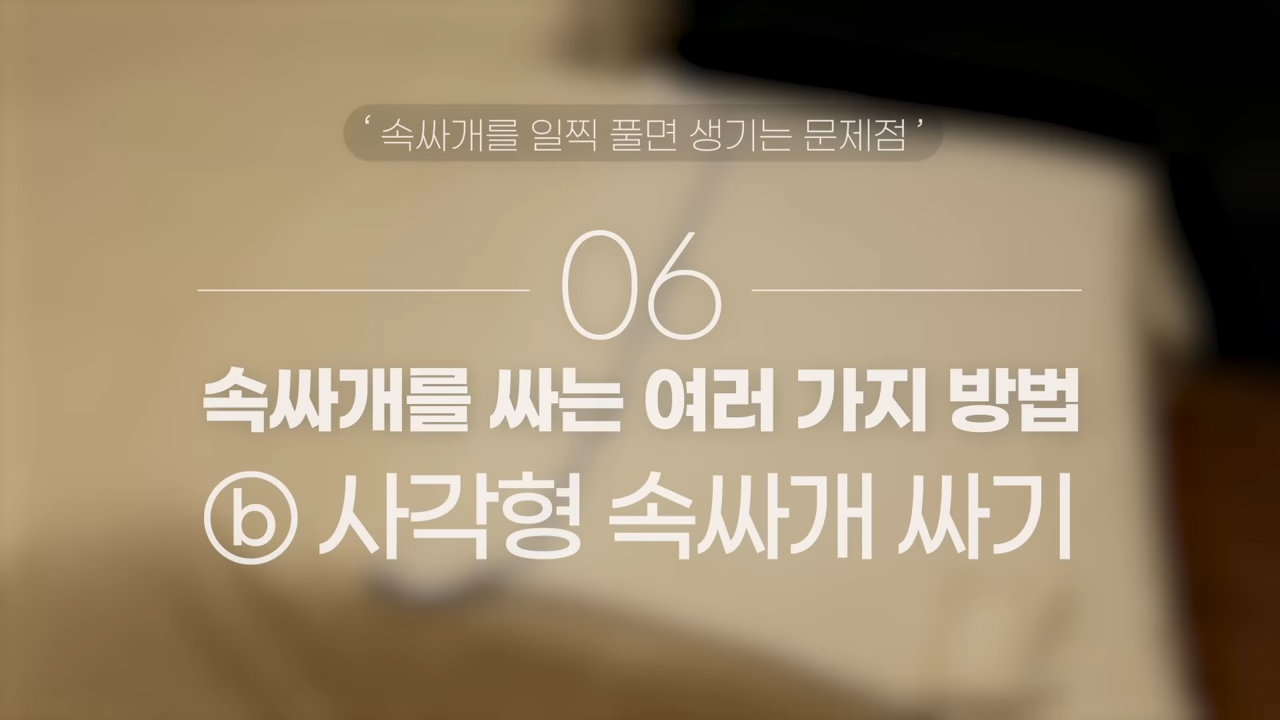 ‘ 속싸개를 일찍 풀면 생기는 문제점 ’
06
속싸개를 싸는 여러 가지 방법
ⓑ 사각형 속싸개 싸기